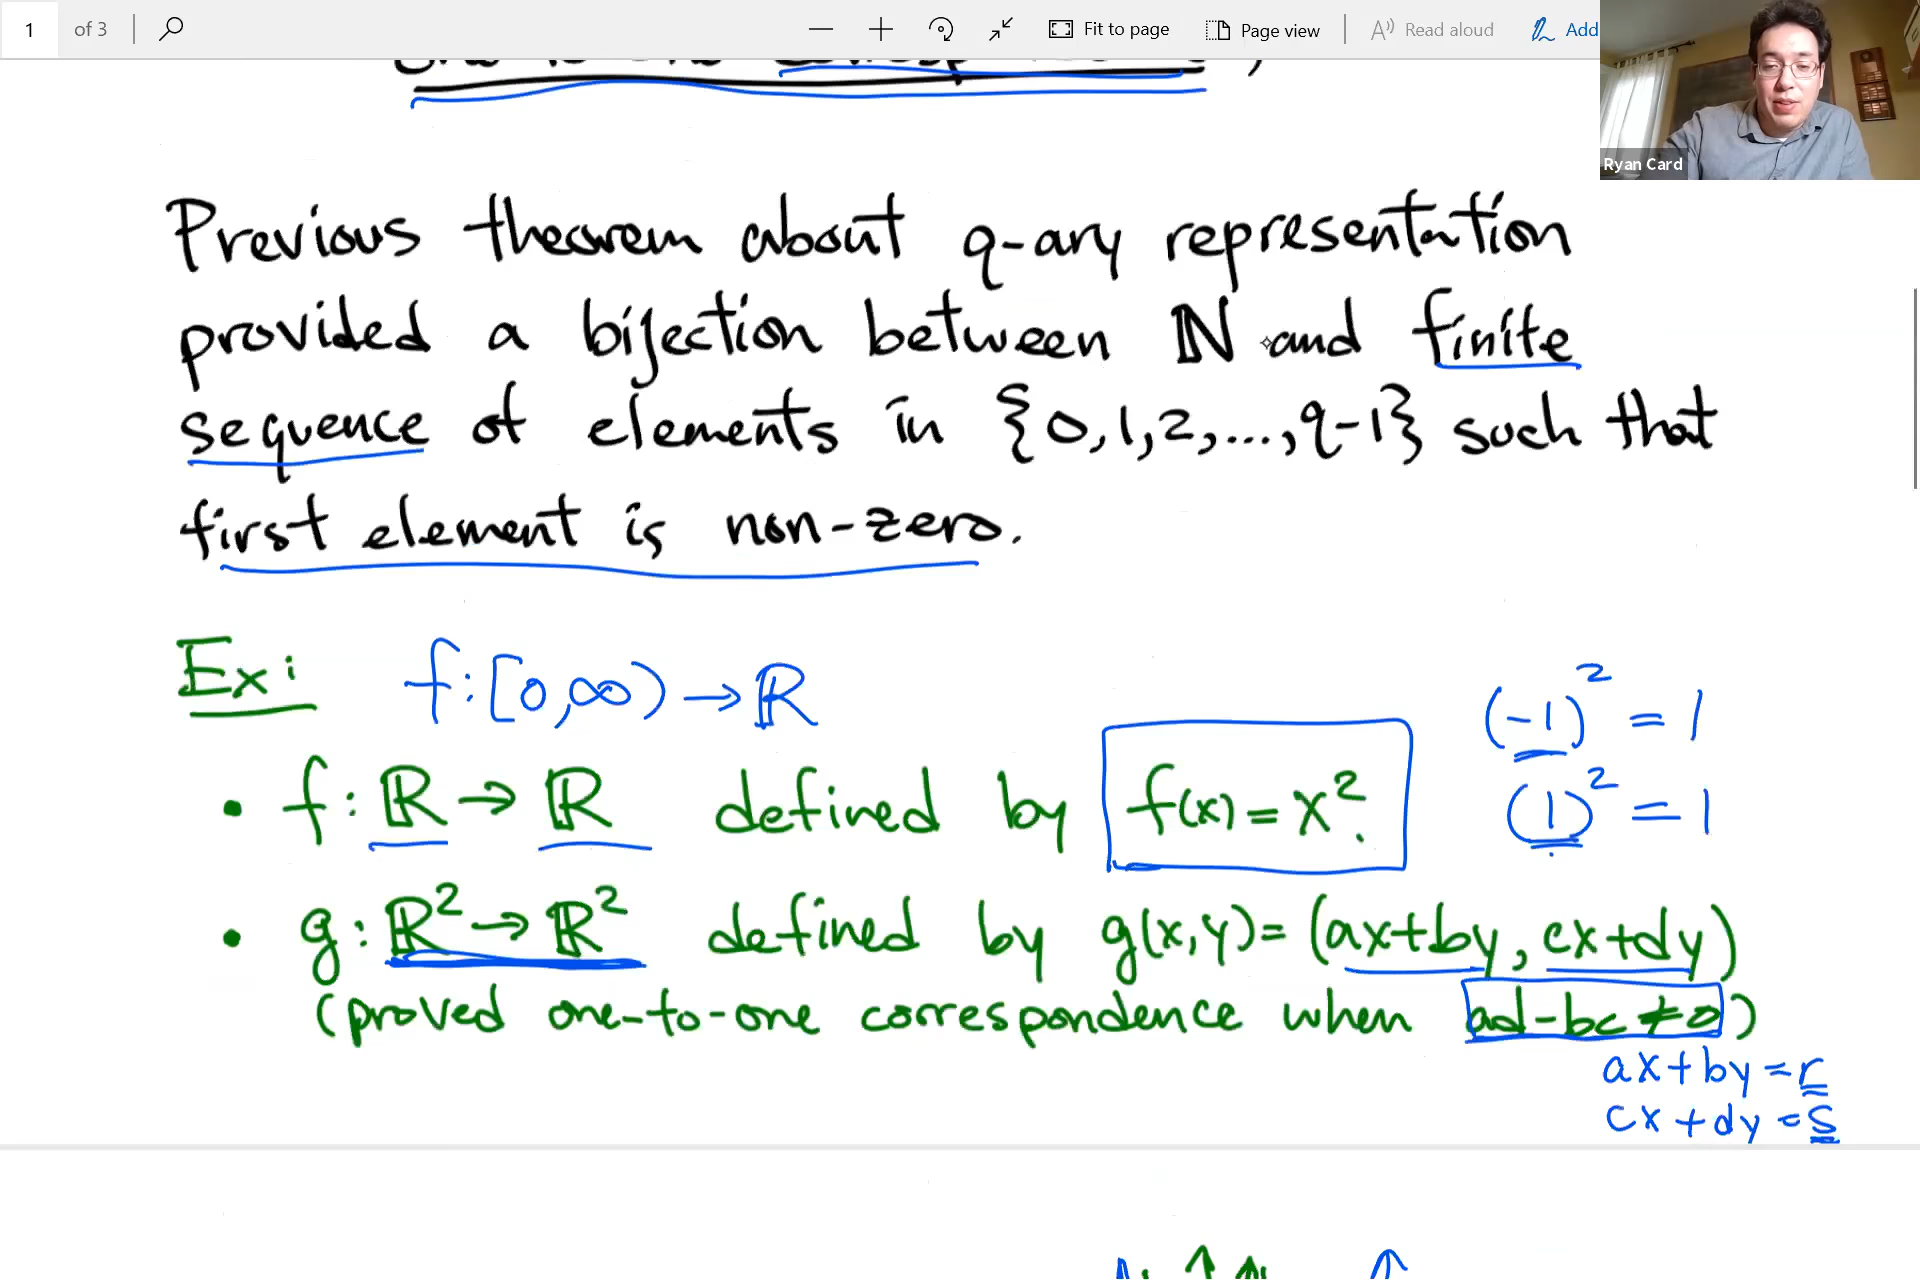 1 of 3 Fit to page Page view Read aloud Add
Ryan Card
Previous theorem about q-ary representation
provided a bijection between ℕ and finite
sequence of elements in {0,1,2,...,q-1} such that
first element is non-zero.
Ex: f:[0,∞)→ℝ
(-1)² = 1
• f:ℝ→ℝ defined by f(x)=x².
(1)² = 1
• g:ℝ²→ℝ² defined by g(x,y)=(ax+by, cx+dy)
(proved one-to-one correspondence when ad-bc≠0)
ax+by=r
cx+dy=s